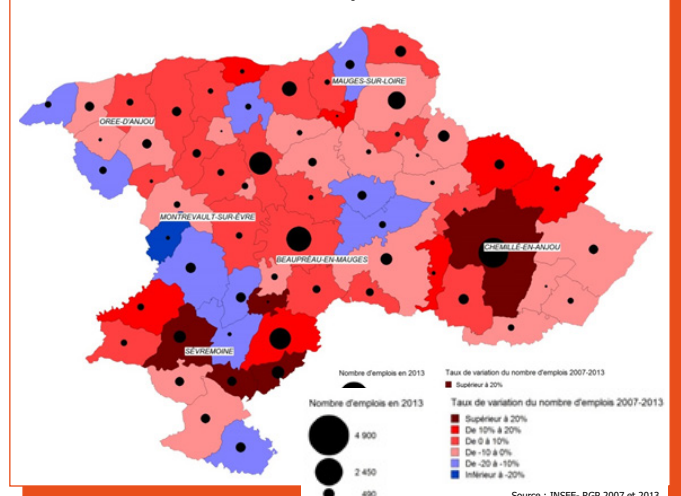 MAUGES-SUR-LOIRE
OREE-D'ANJOU
MONTREVAULT-SUR-ÈVRE
CHEMILLE-EN-ANJOU
BEAUPRÉAU-EN-MAUGES
SÈVREMOINE
Nombre d'emplois en 2013
Taux de variation du nombre d'emplois 2007-2013
Supérieur à 20%
Nombre d'emplois en 2013
4 900
2 450
490
Taux de variation du nombre d'emplois 2007-2013
Supérieur à 20%
De 10% à 20%
De 0 à 10%
De -10 à 0%
De -20 à -10%
Inférieur à -20%
Source : INSEE- RGP 2007 et 2013